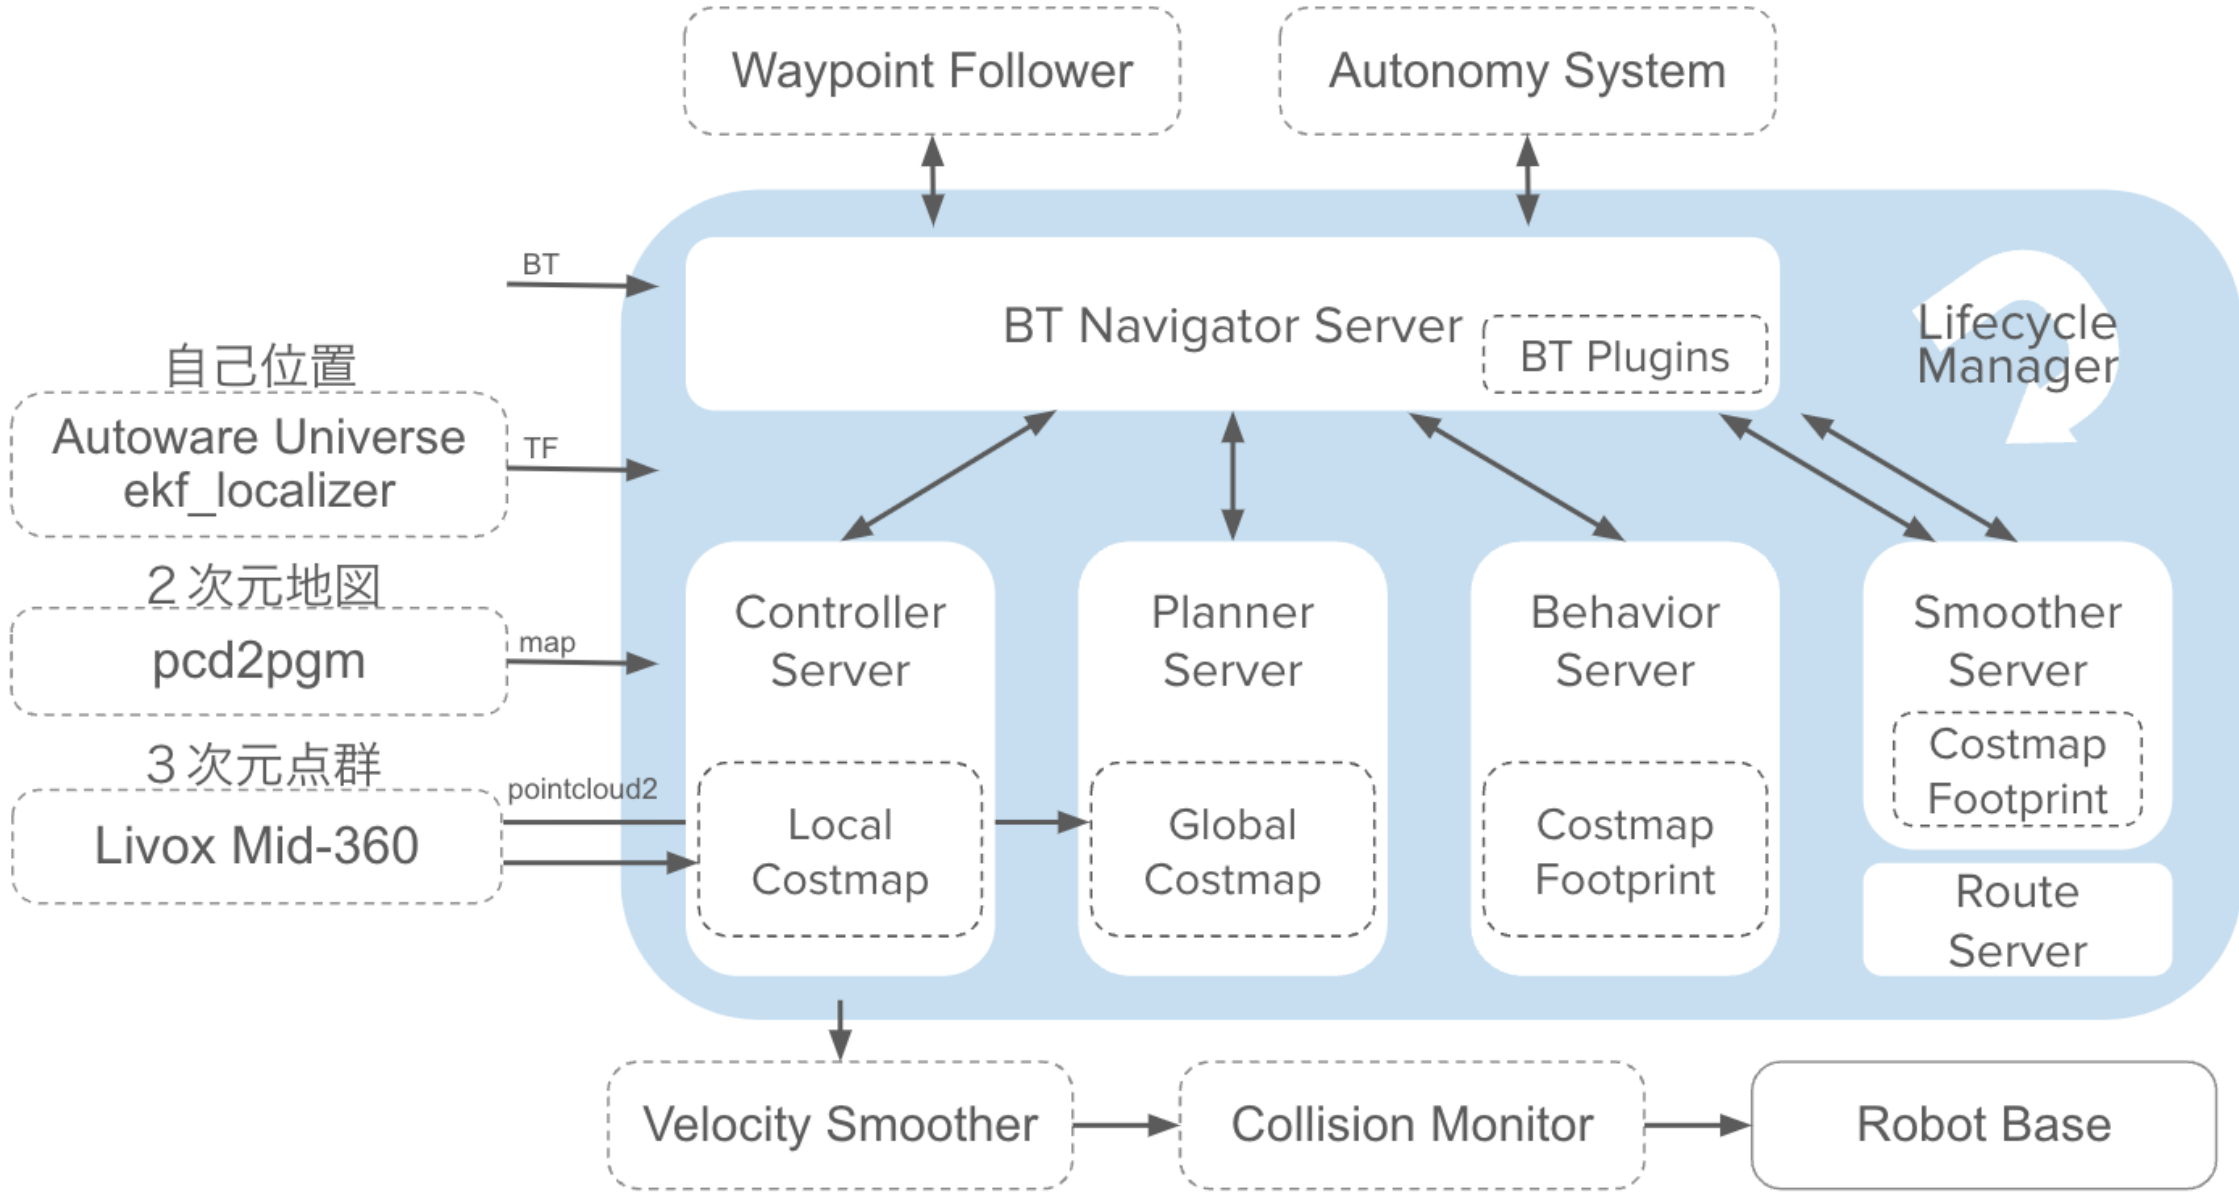 Waypoint Follower
Autonomy System
BT
BT Navigator Server
BT Plugins
Lifecycle
Manager
自己位置
Autoware Universe
ekf_localizer
TF
２次元地図
pcd2pgm
map
３次元点群
Livox Mid-360
pointcloud2
Controller
Server
Local
Costmap
Planner
Server
Global
Costmap
Behavior
Server
Costmap
Footprint
Smoother
Server
Costmap
Footprint
Route
Server
Velocity Smoother
Collision Monitor
Robot Base